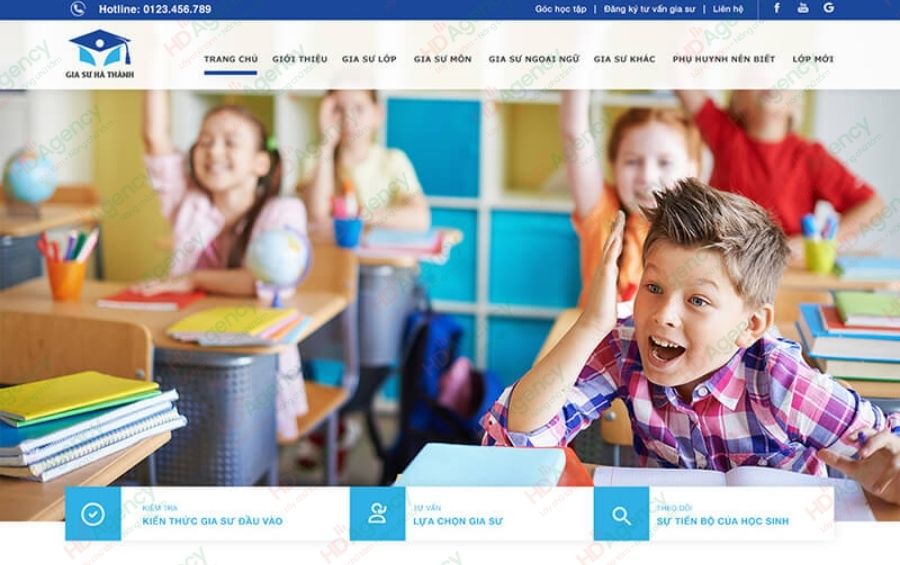 Hotline: 0123.456.789
Góc học tập | Đăng ký tư vấn gia sư | Liên hệ
GIA SƯ HÀ THÀNH
TRANG CHỦ GIỚI THIỆU GIA SƯ LỚP GIA SƯ MÔN GIA SƯ NGOẠI NGỮ GIA SƯ KHÁC PHỤ HUYNH NÊN BIẾT LỚP MỚI
HD Agency
KIỂM TRA
KIẾN THỨC GIA SƯ ĐẦU VÀO
TƯ VẤN
LỰA CHỌN GIA SƯ
THEO DÕI
SỰ TIẾN BỘ CỦA HỌC SINH